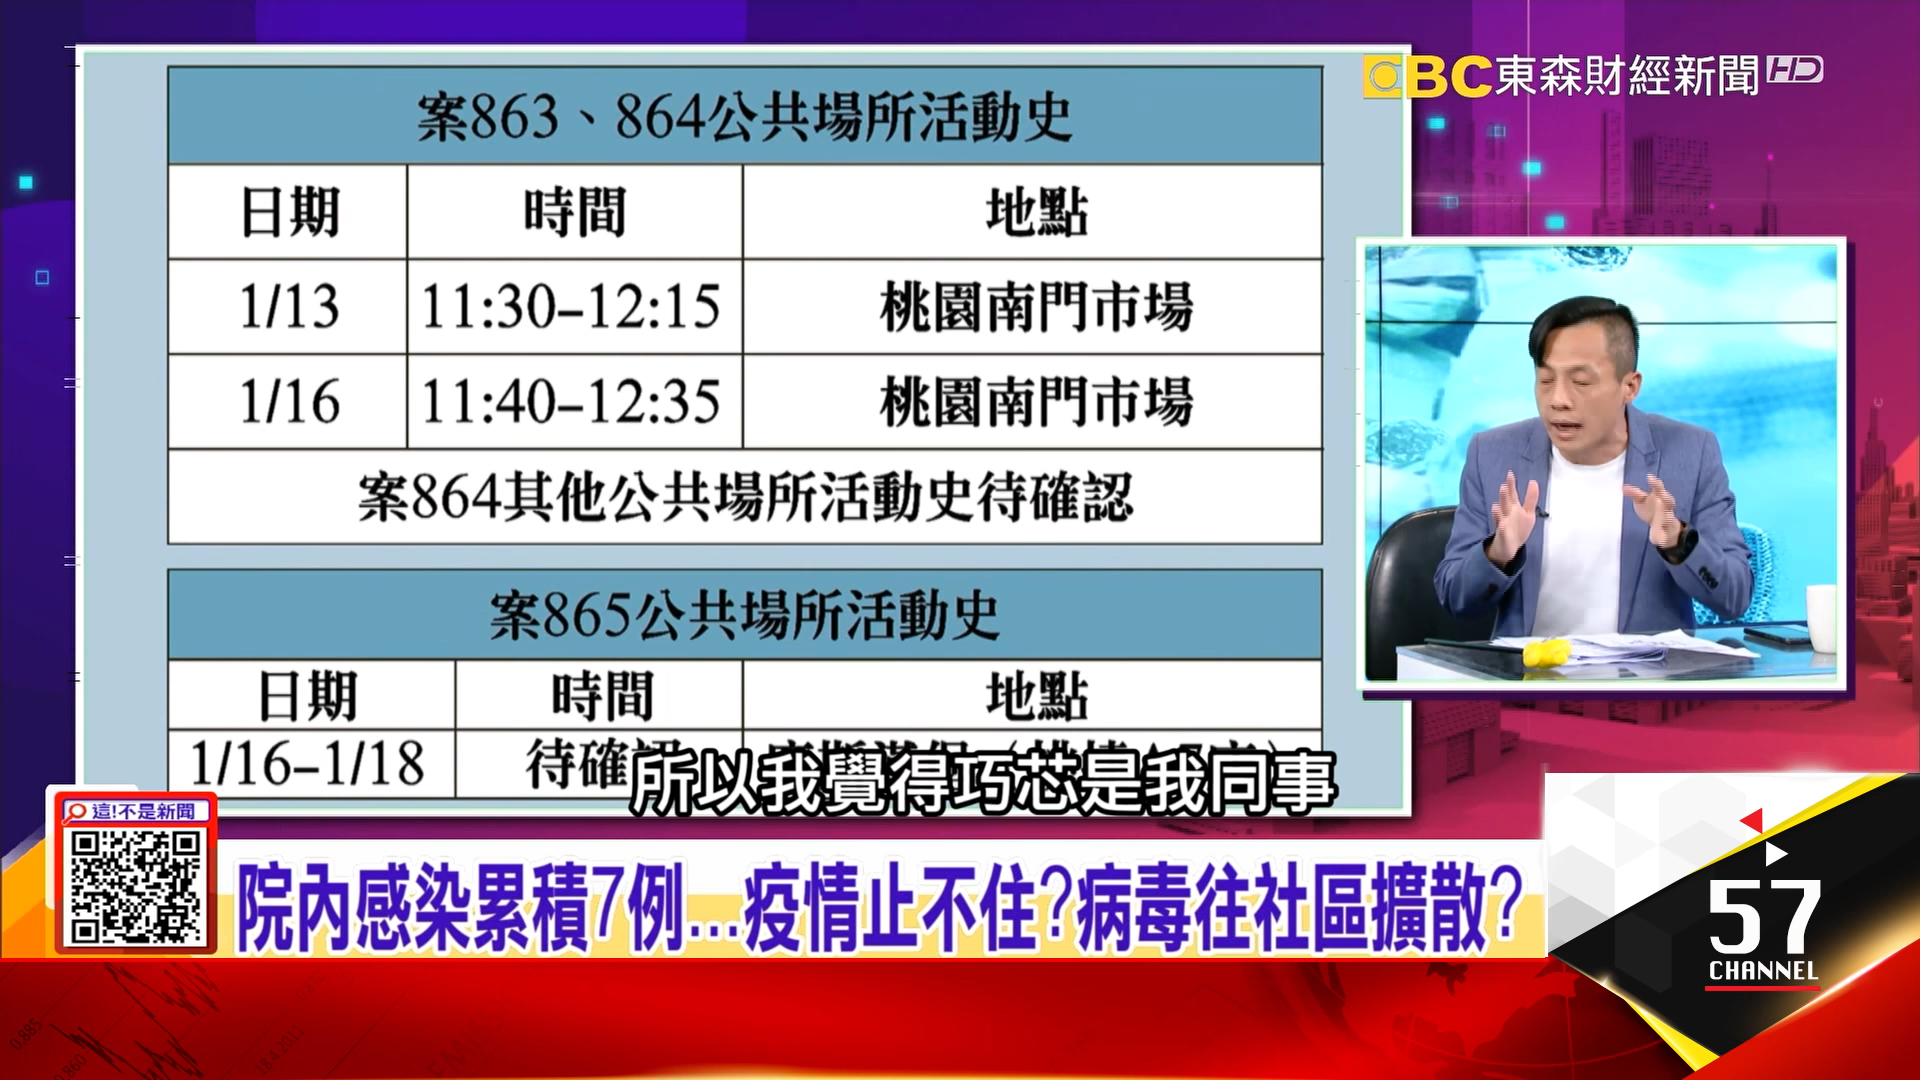 案863、864公共場所活動史
日期 時間 地點
1/13 11:30-12:15 桃園南門市場
1/16 11:40-12:35 桃園南門市場
案864其他公共場所活動史待確認
案865公共場所活動史
日期 時間 地點
1/16-1/18 待確認
所以我覺得巧芯是我同事
EBC東森財經新聞HD
這!不是新聞
院內感染累積7例...疫情止不住?病毒往社區擴散?
57
CHANNEL